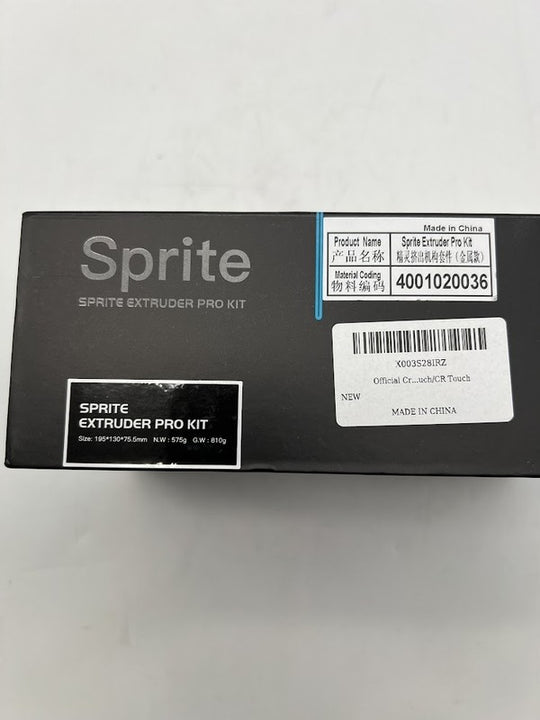 Sprite
SPRITE EXTRUDER PRO KIT
Made in China
Product Name
产品名称
Sprite Extruder Pro Kit
精灵挤出机构套件（金属款）
Material Coding
物料编码
4001020036
X003S28IRZ
Official Cr...uch/CR Touch
NEW
MADE IN CHINA
SPRITE
EXTRUDER PRO KIT
Size: 195*130*75.5mm N.W : 575g G.W : 810g